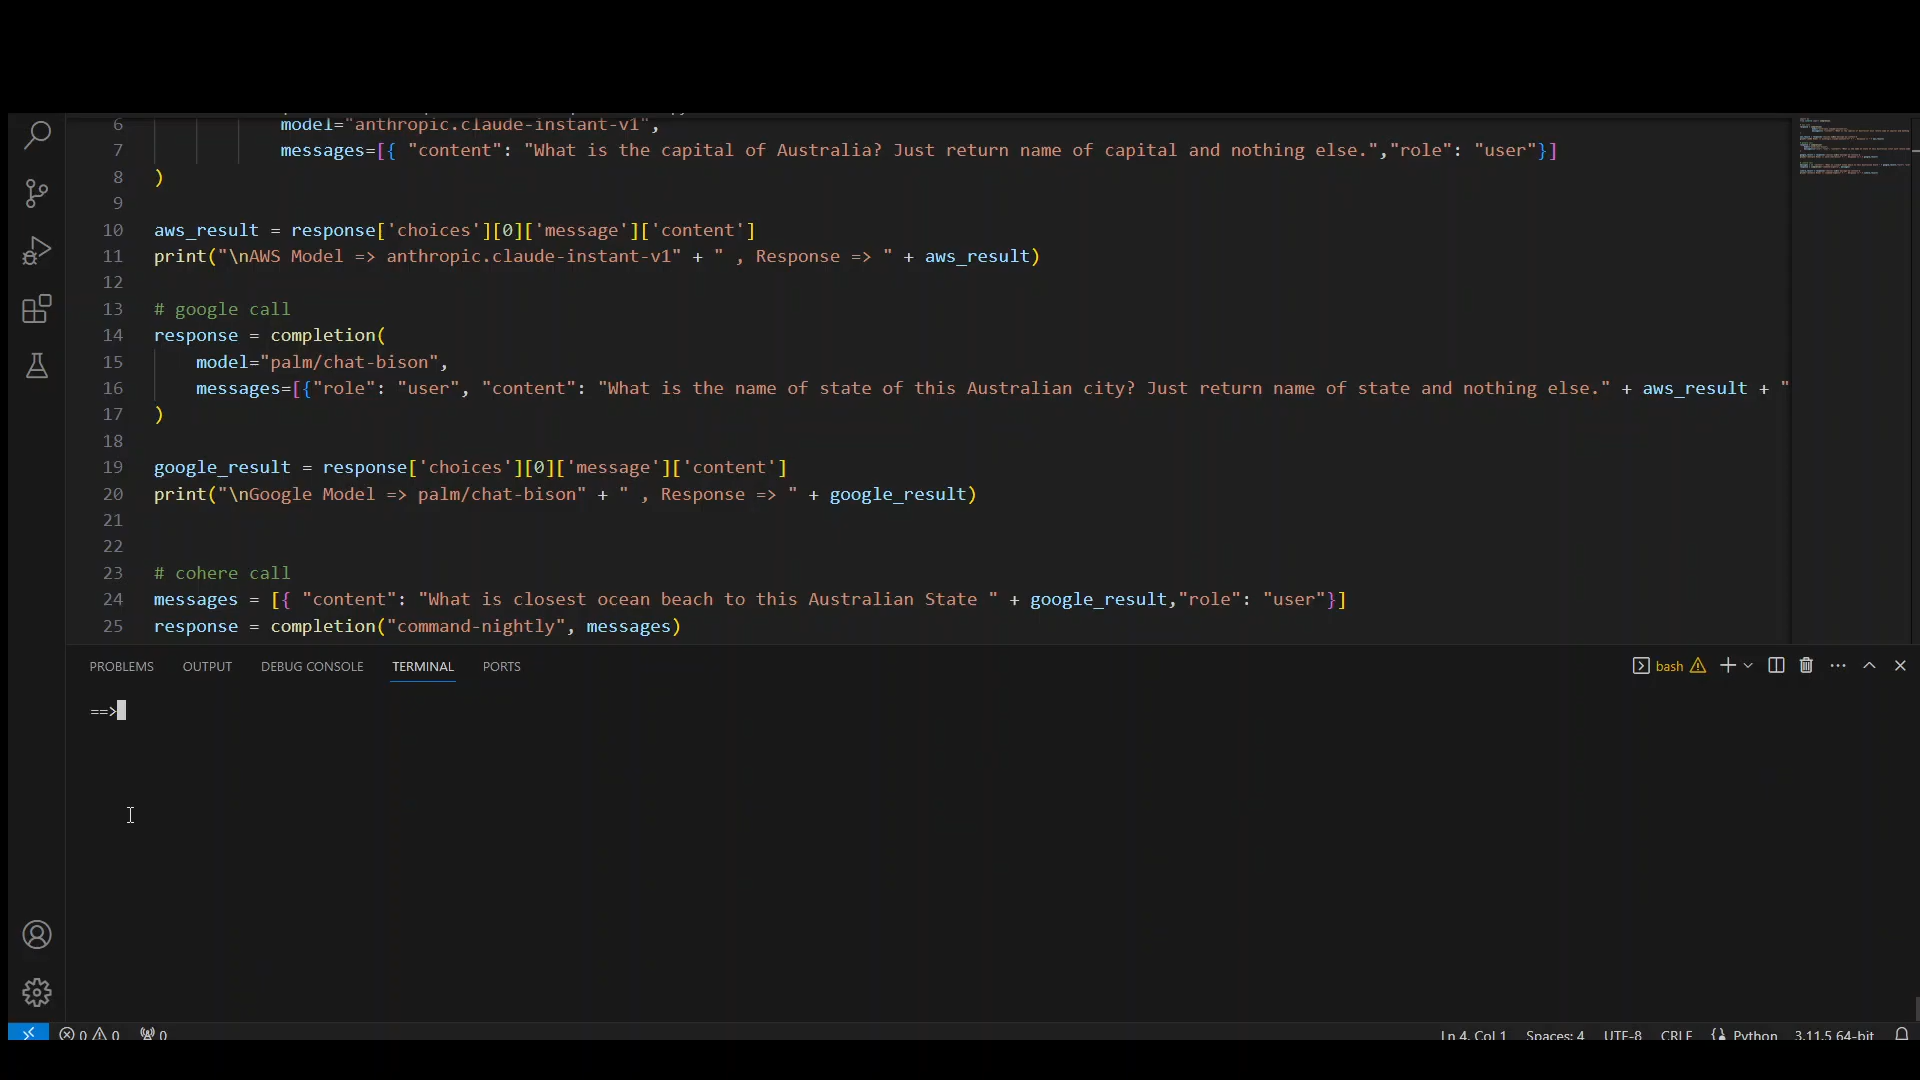 6 model="anthropic.claude-instant-v1",
7 messages=[{ "content": "What is the capital of Australia? Just return name of capital and nothing else.","role": "user"}]
8 )
9
10 aws_result = response['choices'][0]['message']['content']
11 print("\nAWS Model => anthropic.claude-instant-v1" + " , Response => " + aws_result)
12
13 # google call
14 response = completion(
15 model="palm/chat-bison",
16 messages=[{"role": "user", "content": "What is the name of state of this Australian city? Just return name of state and nothing else." + aws_result + "
17 )
18
19 google_result = response['choices'][0]['message']['content']
20 print("\nGoogle Model => palm/chat-bison" + " , Response => " + google_result)
21
22
23 # cohere call
24 messages = [{ "content": "What is closest ocean beach to this Australian State " + google_result,"role": "user"}]
25 response = completion("command-nightly", messages)
PROBLEMS OUTPUT DEBUG CONSOLE TERMINAL PORTS bash
==>
0 0 0 Ln 4, Col 1 Spaces: 4 UTF-8 CRLF Python 3.11.5 64-bit